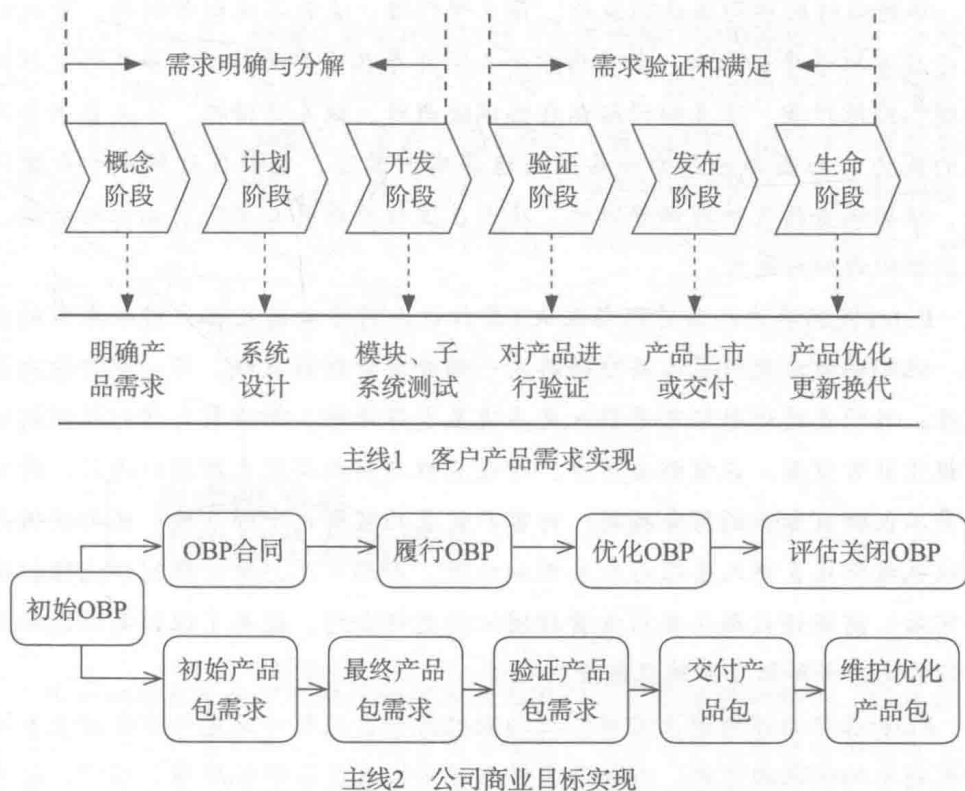 需求明确与分解
需求验证和满足
概念
阶段
计划
阶段
开发
阶段
验证
阶段
发布
阶段
生命
阶段
明确产
品需求
系统
设计
模块、子
系统测试
对产品进
行验证
产品上市
或交付
产品优化
更新换代
主线1 客户产品需求实现
初始OBP
OBP合同
履行OBP
优化OBP
评估关闭OBP
初始产品
包需求
最终产品
包需求
验证产品
包需求
交付产
品包
维护优化
产品包
主线2 公司商业目标实现